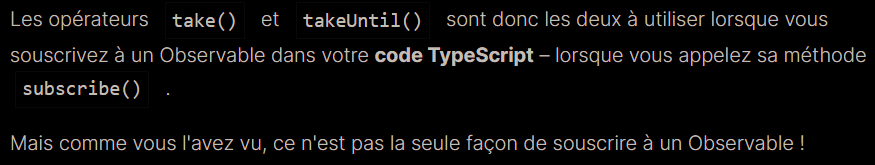 Les opérateurs take() et takeUntil() sont donc les deux à utiliser lorsque vous
souscrivez à un Observable dans votre code TypeScript – lorsque vous appelez sa méthode
subscribe() .
Mais comme vous l'avez vu, ce n'est pas la seule façon de souscrire à un Observable !